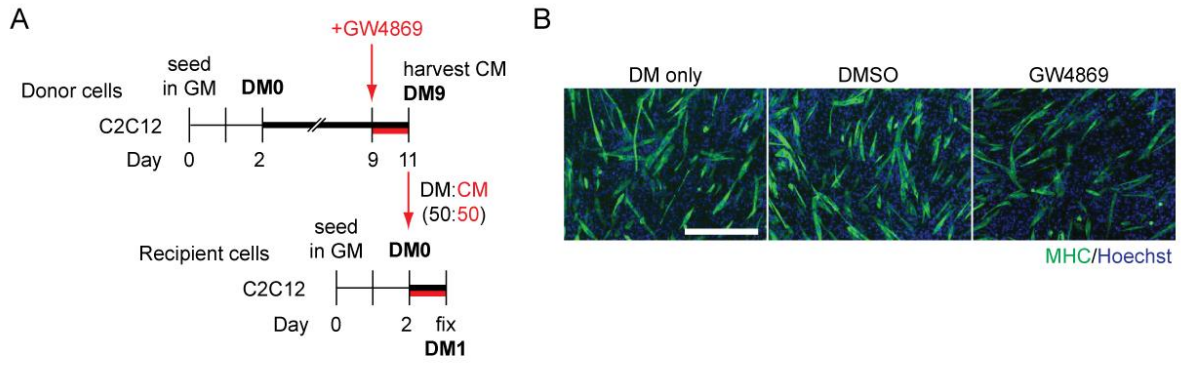 A
+GW4869
seed
in GM
DM0
harvest CM
DM9
Donor cells
C2C12
Day 0 2 9 11
DM:CM
(50:50)
seed
in GM
DM0
Recipient cells
C2C12
Day 0 2 fix
DM1
B
DM only DMSO GW4869
MHC/Hoechst